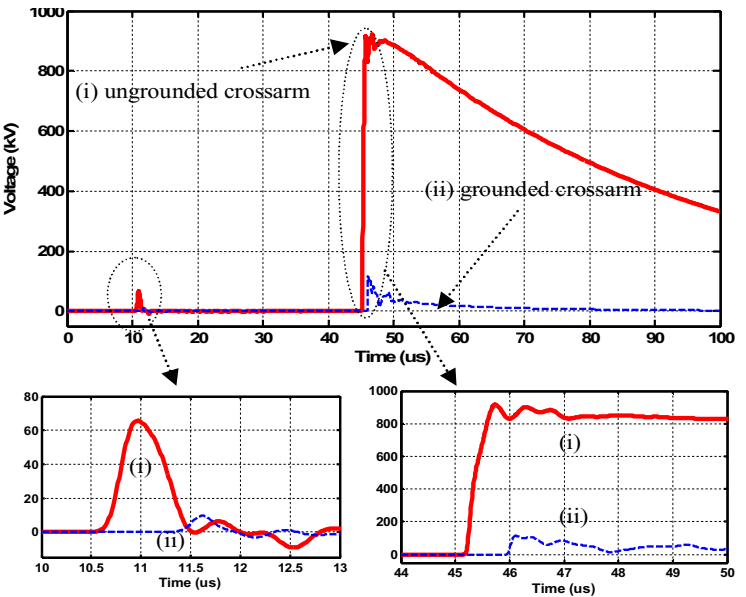 1000
800
600
400
200
0
Voltage (kV)
(i) ungrounded crossarm
(ii) grounded crossarm
0 10 20 30 40 50 60 70 80 90 100
Time (us)
80
60
40
20
0
(i)
(ii)
10 10.5 11 11.5 12 12.5 13
Time (us)
1000
800
600
400
200
0
(i)
(ii)
44 45 46 47 48 49 50
Time (us)